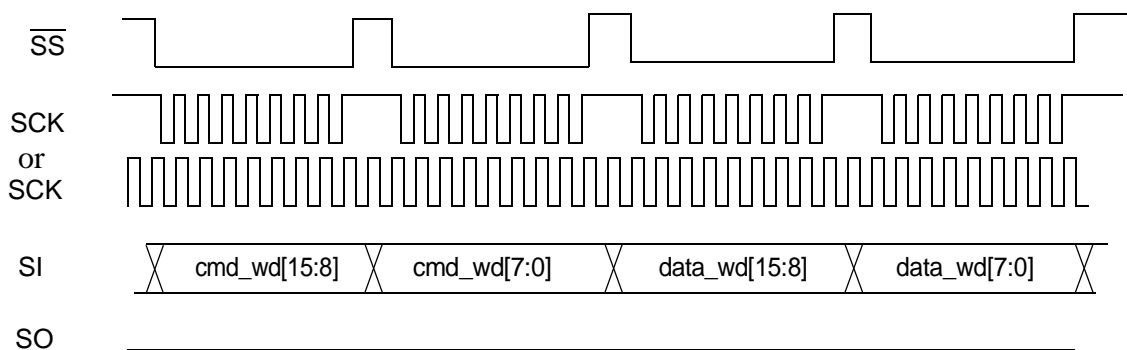 SS
SCK
or
SCK
SI
cmd_wd[15:8]
cmd_wd[7:0]
data_wd[15:8]
data_wd[7:0]
SO